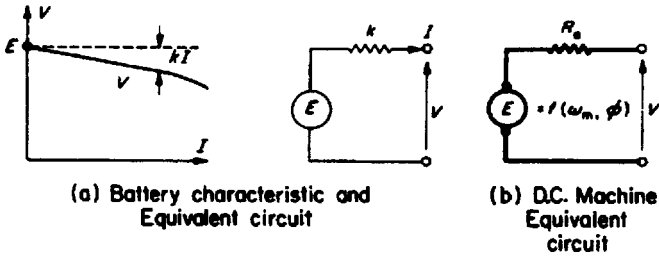 V
E
kI
V
I
k
I
E
V
(a) Battery characteristic and
Equivalent circuit
Rₐ
E = f(ωm, φ)
V
(b) D.C. Machine
Equivalent
circuit